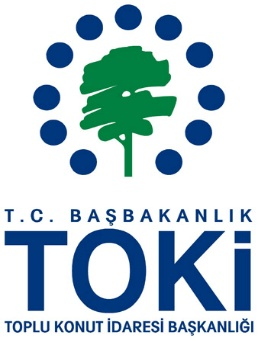 T.C. BAŞBAKANLIK
TOKİ
TOPLU KONUT İDARESİ BAŞKANLIĞI